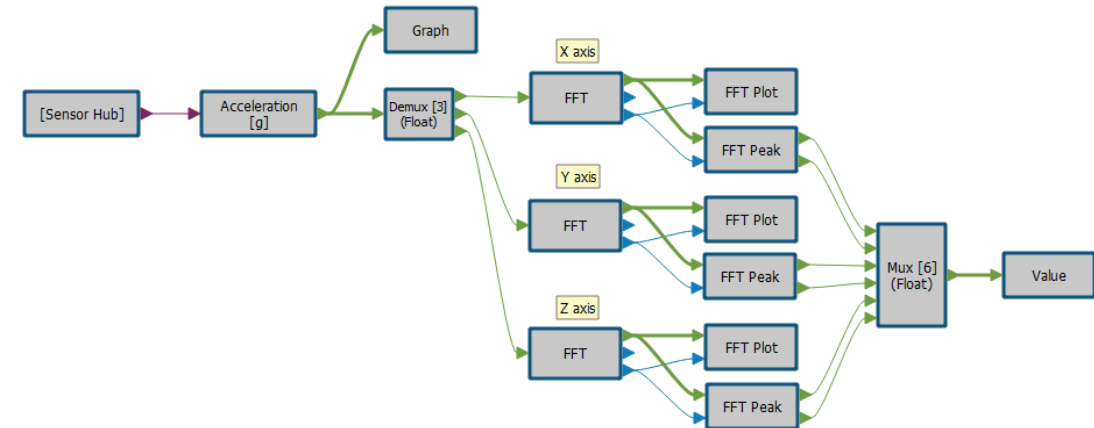 Graph
X axis
FFT
FFT Plot
[Sensor Hub]
Acceleration
[g]
Demux [3]
(Float)
FFT Peak
Y axis
FFT
FFT Plot
FFT Peak
Mux [6]
(Float)
Value
Z axis
FFT
FFT Plot
FFT Peak